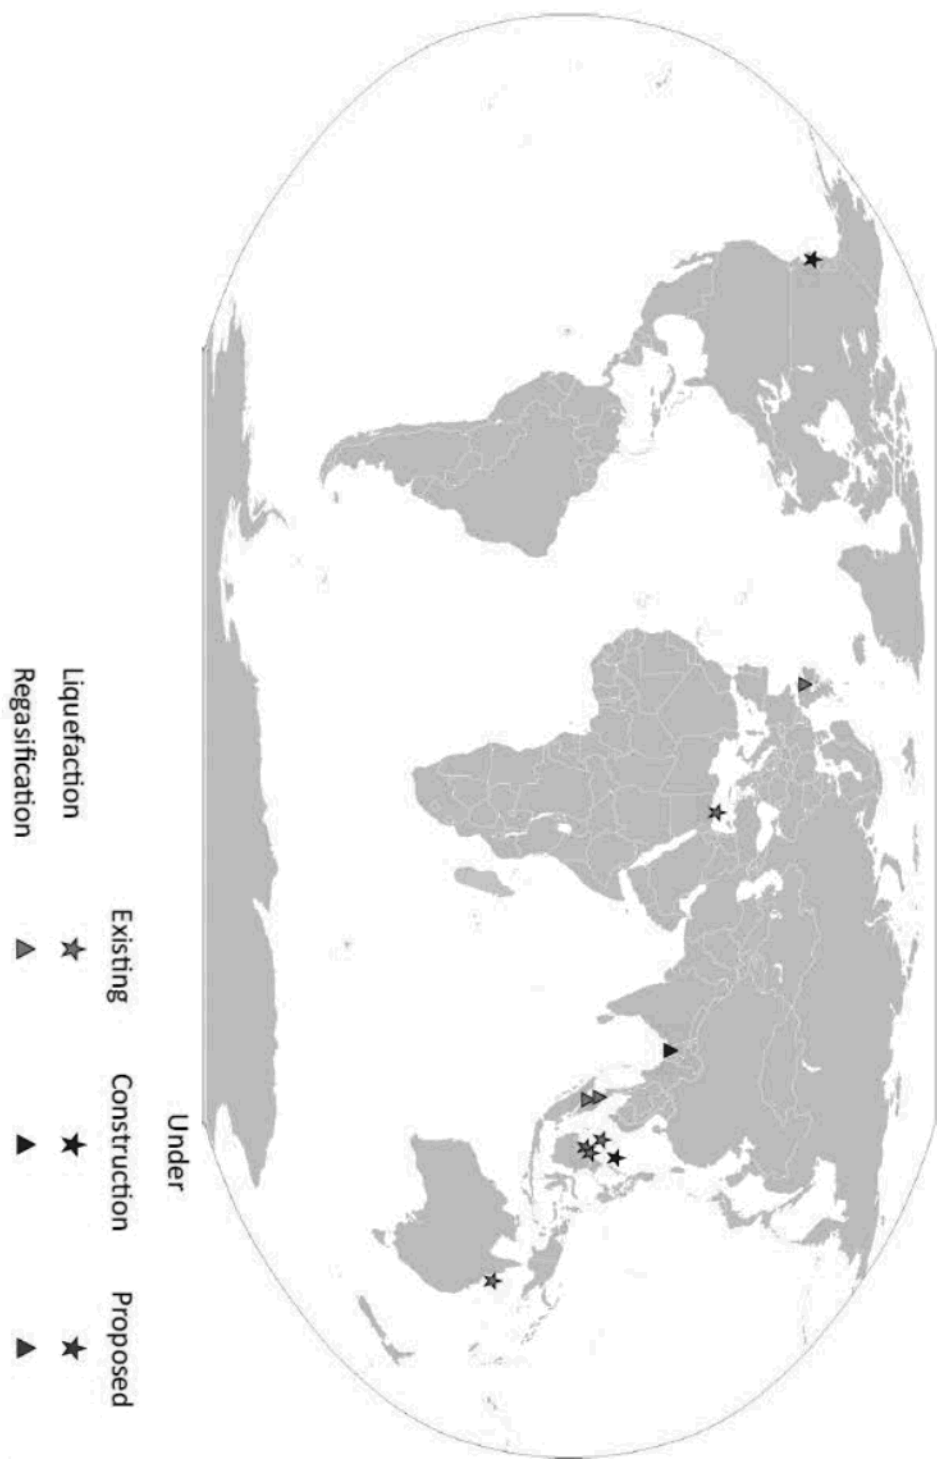 Under
Existing Construction Proposed
Liquefaction
Regasification